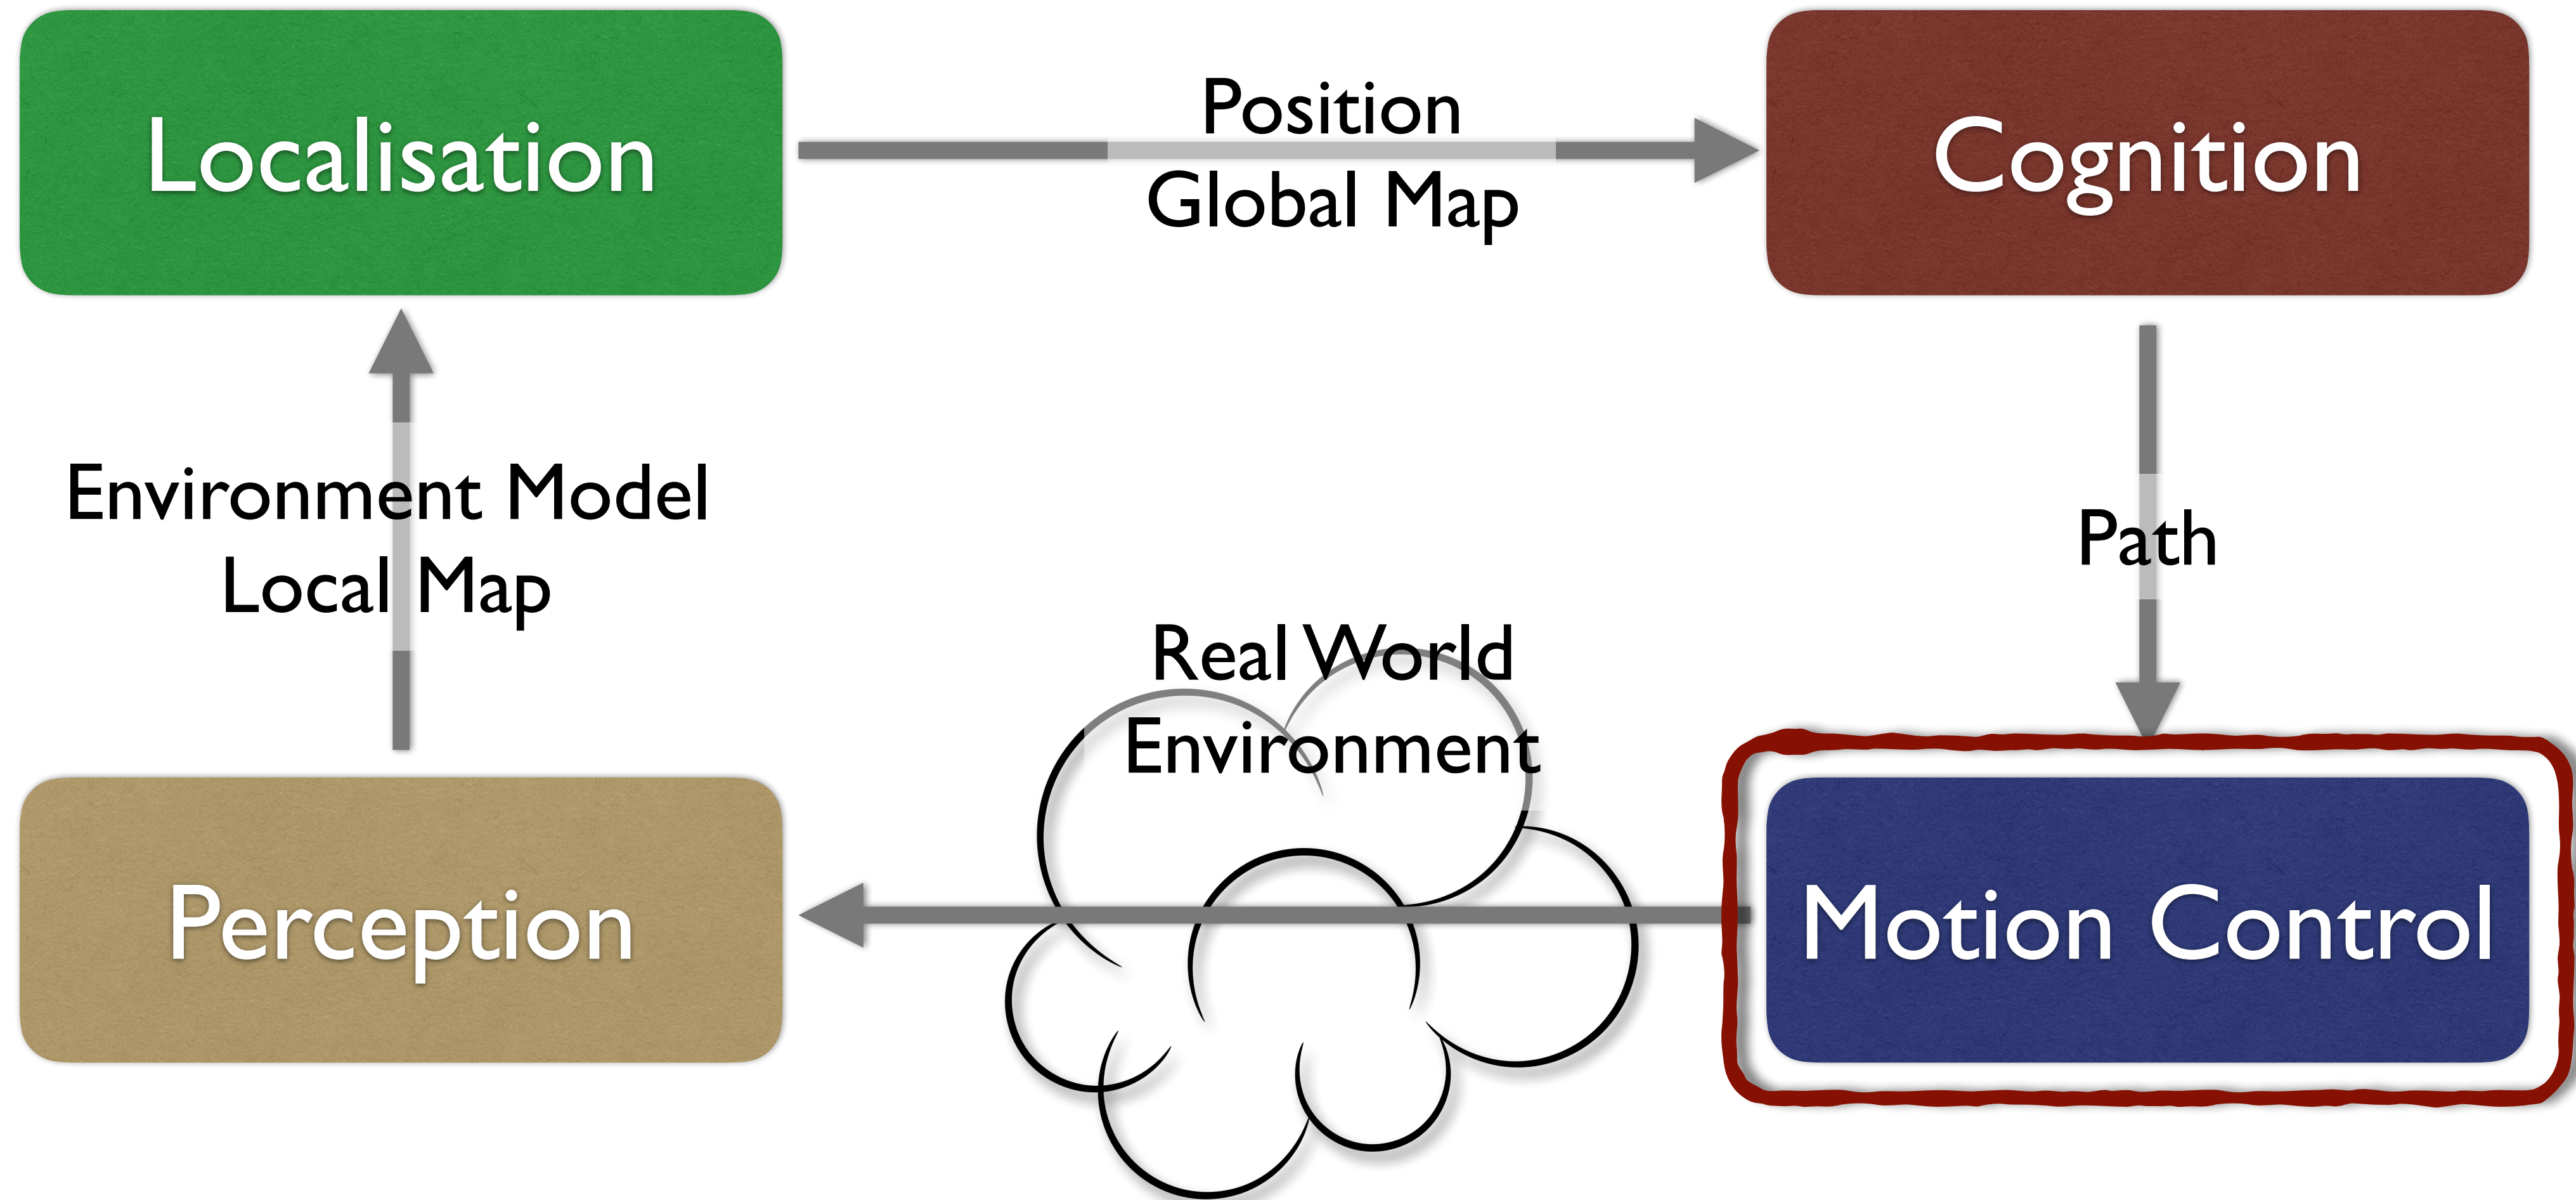 Localisation
Position
Global Map
Cognition
Environment Model
Local Map
Path
Real World
Environment
Perception
Motion Control